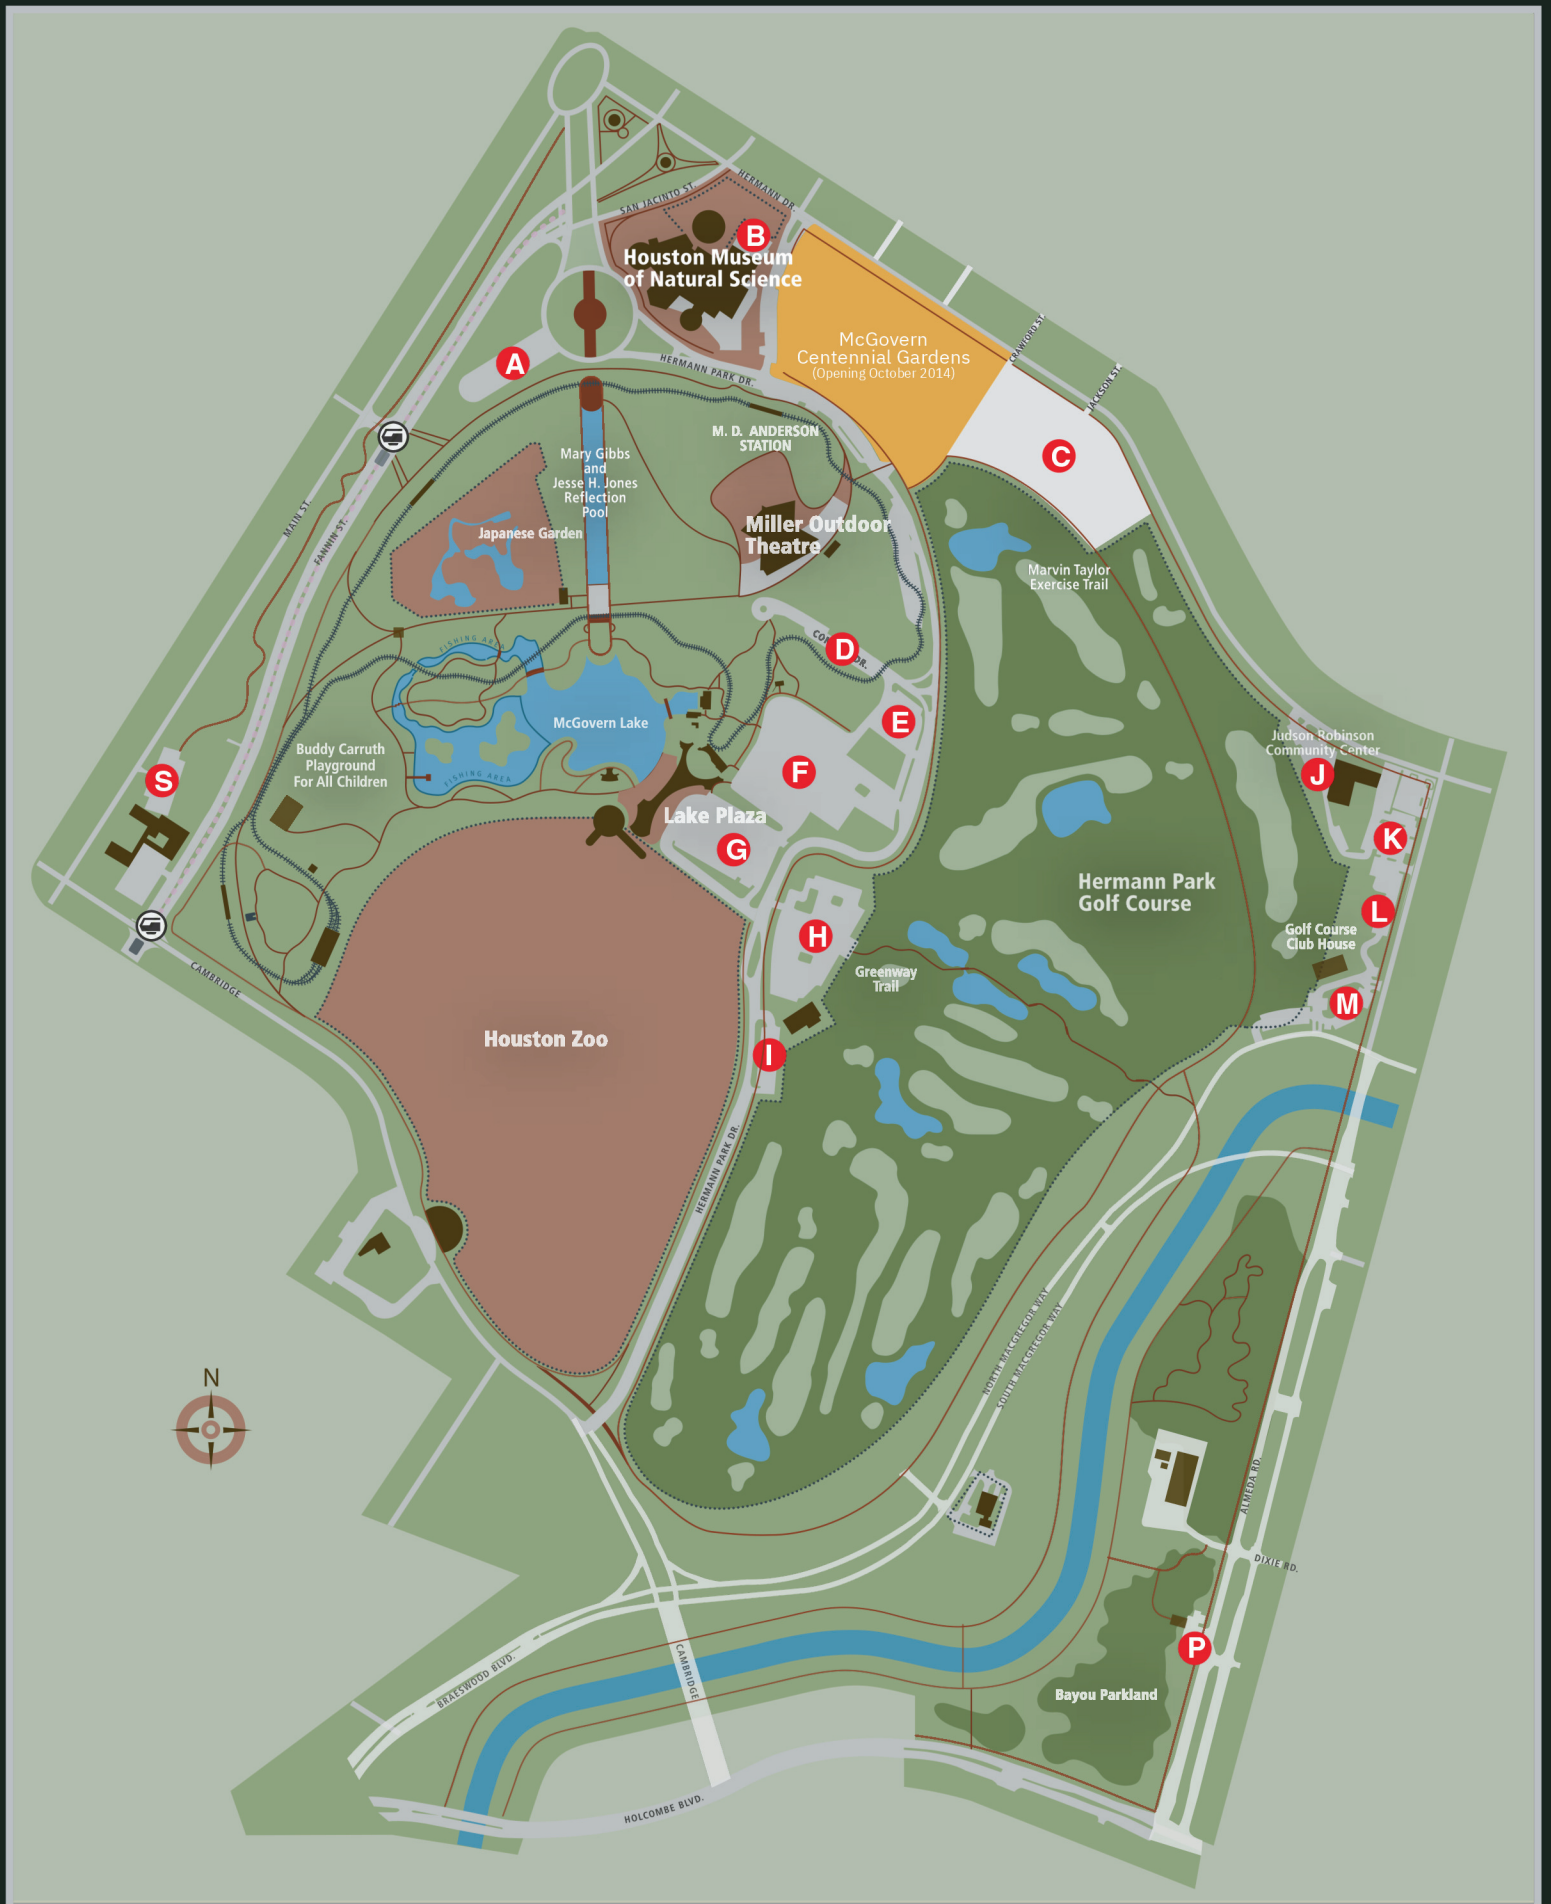 HERMANN DR.
SAN JACINTO ST.
B
Houston Museum
of Natural Science
CRAWFORD ST.
McGovern
Centennial Gardens
(Opening October 2014)
A
HERMANN PARK DR.
JACKSON ST.
M. D. ANDERSON
STATION
C
Mary Gibbs
and
Jesse H. Jones
Reflection
Pool
MAIN ST.
FANNIN ST.
Japanese Garden
Miller Outdoor
Theatre
Marvin Taylor
Exercise Trail
FISHING AREA
D
DR.
McGovern Lake
E
Judson Robinson
Community Center
Buddy Carruth
Playground
For All Children
S
FISHING AREA
F
J
Lake Plaza
G
K
Hermann Park
Golf Course
L
H
Golf Course
Club House
Greenway
Trail
CAMBRIDGE
M
Houston Zoo
I
HERMANN PARK DR.
NORTH MACGREGOR WAY
SOUTH MACGREGOR WAY
N
ALMEDA RD.
DIXIE RD.
P
BRAESWOOD BLVD.
CAMBRIDGE
Bayou Parkland
HOLCOMBE BLVD.